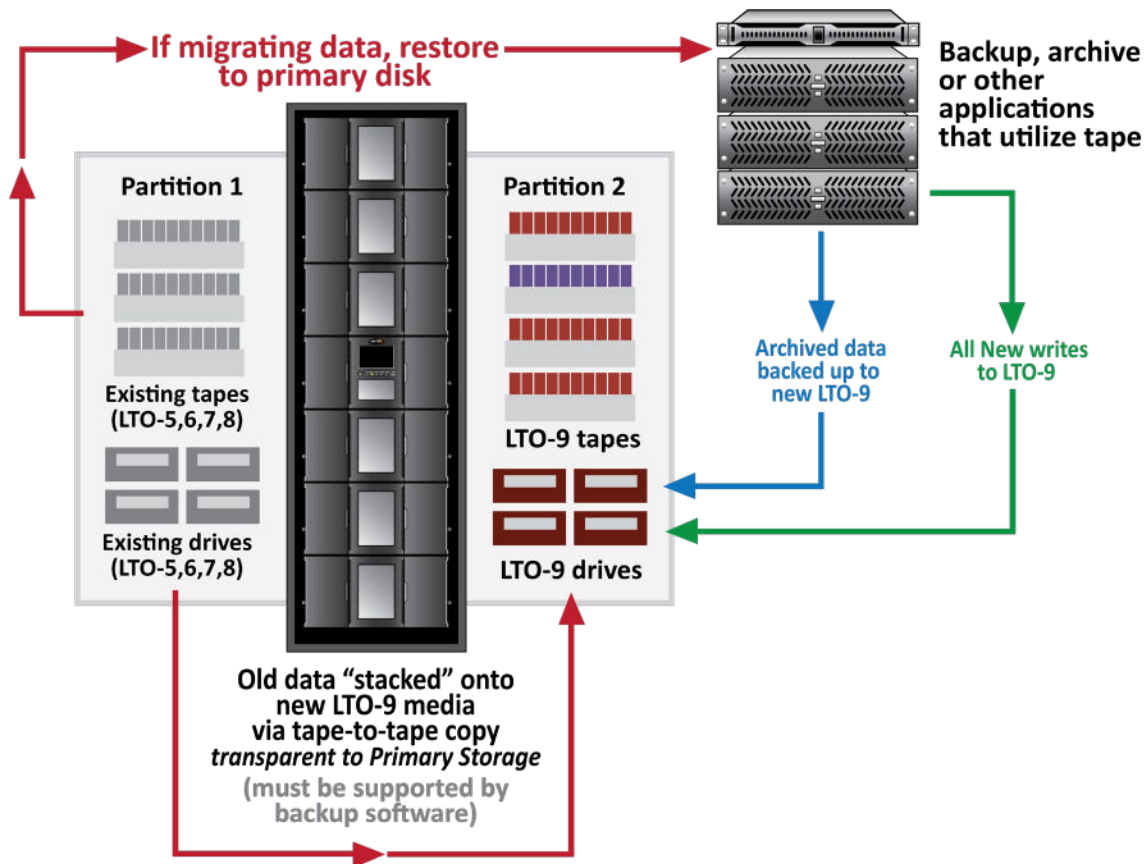 If migrating data, restore
to primary disk
Backup, archive
or other
applications
that utilize tape
Partition 1
Partition 2
Existing tapes
(LTO-5,6,7,8)
Existing drives
(LTO-5,6,7,8)
LTO-9 tapes
LTO-9 drives
Archived data
backed up to
new LTO-9
All New writes
to LTO-9
Old data “stacked” onto
new LTO-9 media
via tape-to-tape copy
transparent to Primary Storage
(must be supported by
backup software)